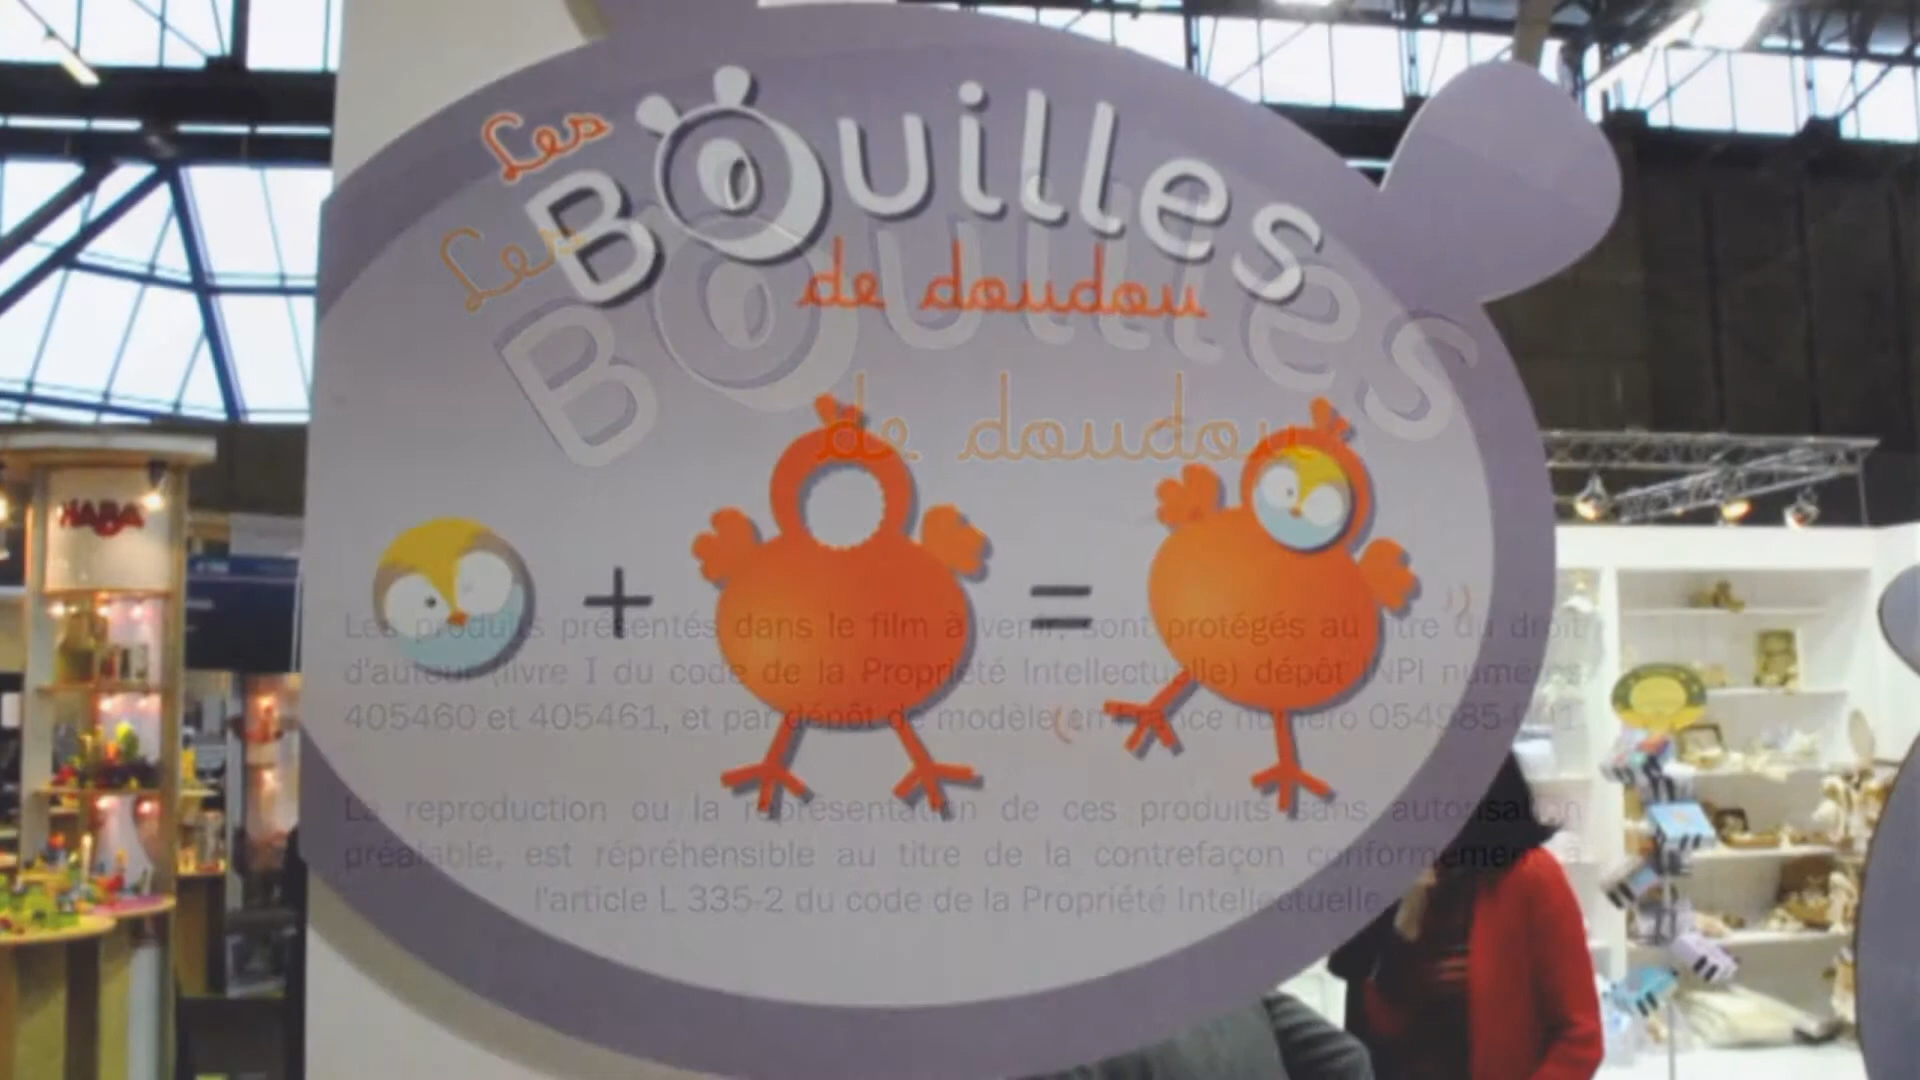 Les
BOuilles
de doudou
Les
BOuilles
de doudou
HABA
+ =
Les produits présentés dans le film à venir, sont protégés au titre du droit
d'auteur (livre I du code de la Propriété Intellectuelle) dépôt INPI numéros
405460 et 405461, et par dépôt de modèle en France numéro
La reproduction ou la représentation de ces produits sans autorisation
préalable, est répréhensible au titre de la contrefaçon conformément à
l'article L 335-2 du code de la Propriété Intellectuelle